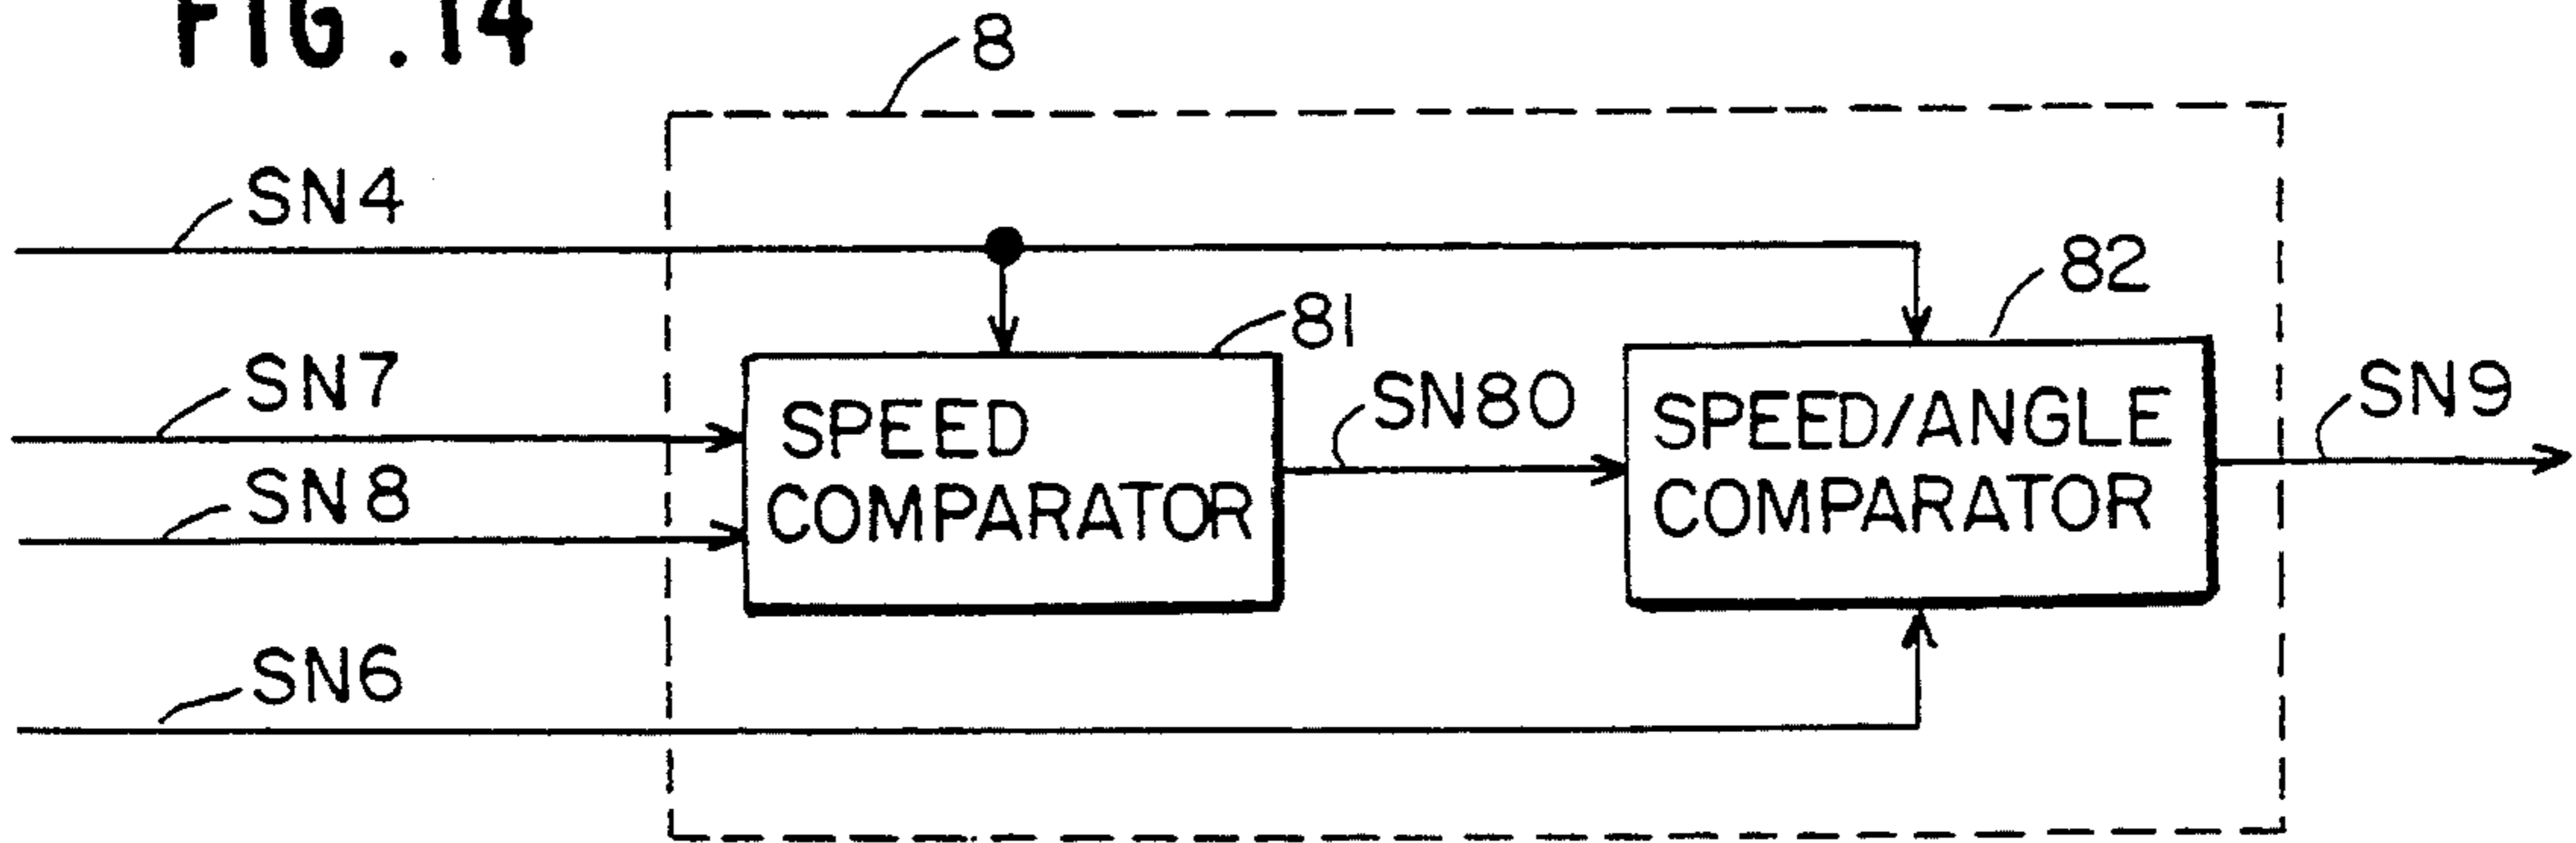 FIG.14
8
SN4
82
81
SN7
SN80
SN9
SPEED
COMPARATOR
SPEED/ANGLE
COMPARATOR
SN8
SN6